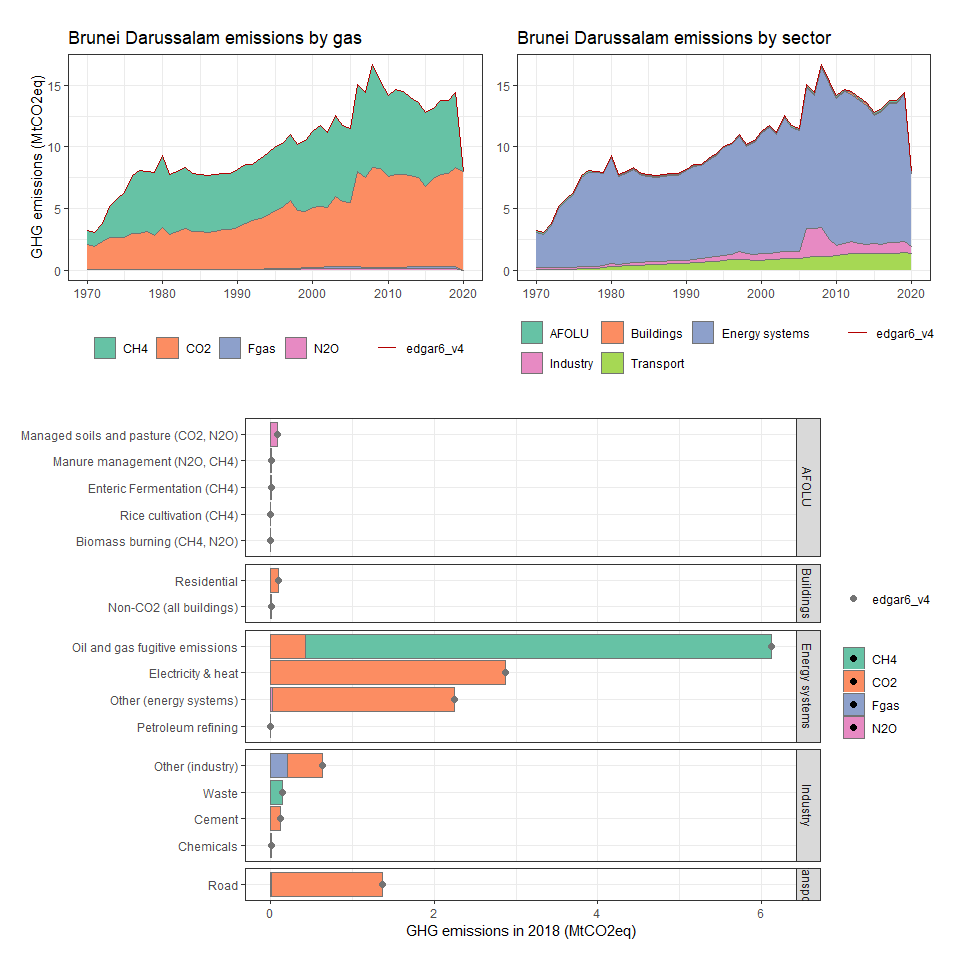 Brunei Darussalam emissions by gas
GHG emissions (MtCO2eq)
15
10
5
0
1970 1980 1990 2000 2010 2020
CH4 CO2 Fgas N2O edgar6_v4
Brunei Darussalam emissions by sector
15
10
5
0
1970 1980 1990 2000 2010 2020
AFOLU Buildings Energy systems edgar6_v4
Industry Transport
Managed soils and pasture (CO2, N2O)
Manure management (N2O, CH4)
Enteric Fermentation (CH4)
Rice cultivation (CH4)
Biomass burning (CH4, N2O)
AFOLU
Residential
Non-CO2 (all buildings)
Buildings
Oil and gas fugitive emissions
Electricity & heat
Other (energy systems)
Petroleum refining
Energy systems
Other (industry)
Waste
Cement
Chemicals
Industry
Road
anspo
0 2 4 6
GHG emissions in 2018 (MtCO2eq)
edgar6_v4
CH4
CO2
Fgas
N2O